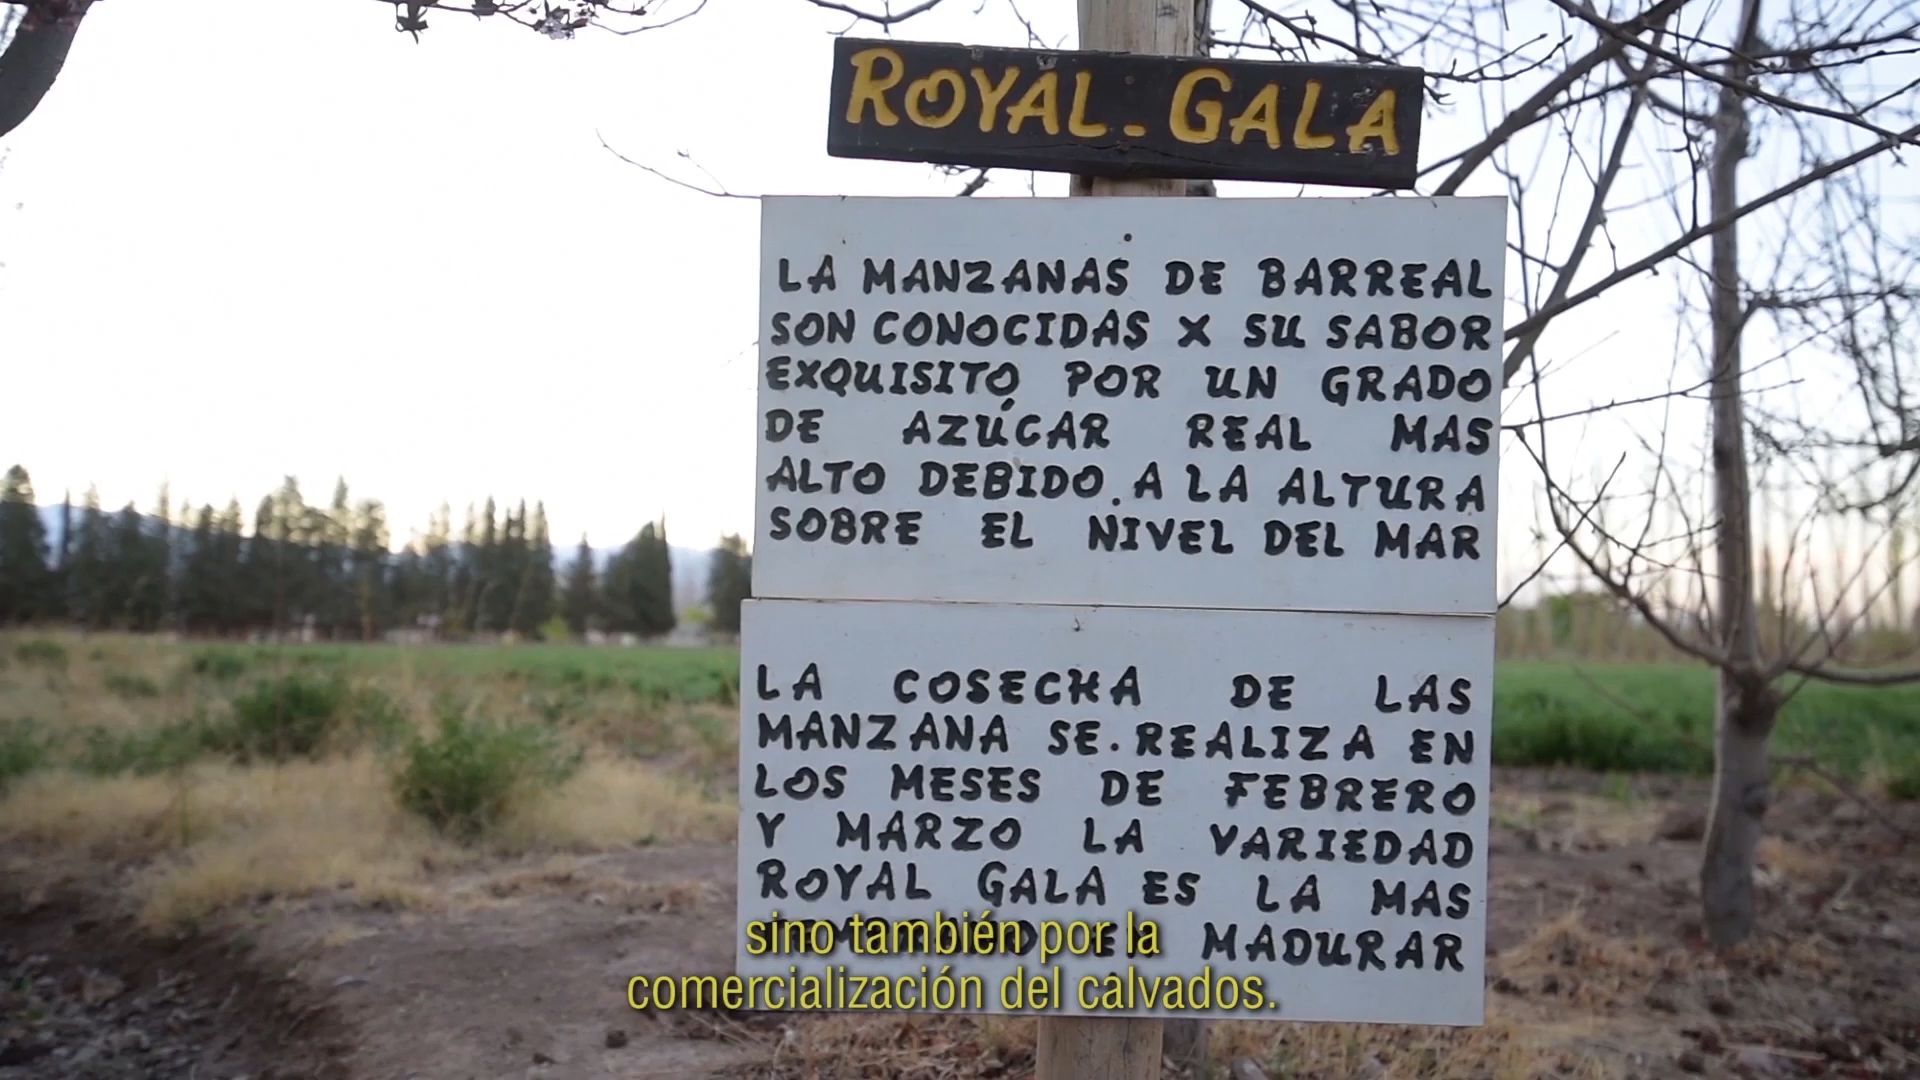 ROYAL-GALA
LA MANZANAS DE BARREAL
SON CONOCIDAS X SU SABOR
EXQUISITO POR UN GRADO
DE AZÚCAR REAL MAS
ALTO DEBIDO A LA ALTURA
SOBRE EL NIVEL DEL MAR
LA COSECHA DE LAS
MANZANA SE REALIZA EN
LOS MESES DE FEBRERO
Y MARZO LA VARIEDAD
ROYAL GALA ES LA MAS
MADURAR
sino también por la
comercialización del calvados.